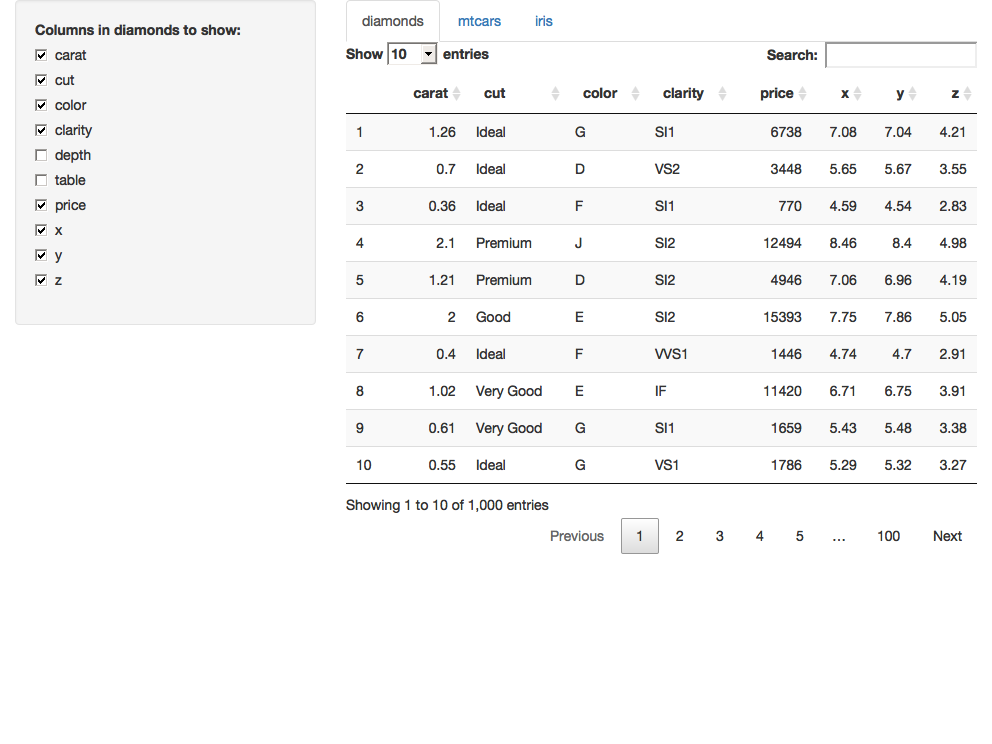 Columns in diamonds to show:
carat
cut
color
clarity
depth
table
price
x
y
z
diamonds mtcars iris
Show 10 entries Search:
carat cut color clarity price x y z
1 1.26 Ideal G SI1 6738 7.08 7.04 4.21
2 0.7 Ideal D VS2 3448 5.65 5.67 3.55
3 0.36 Ideal F SI1 770 4.59 4.54 2.83
4 2.1 Premium J SI2 12494 8.46 8.4 4.98
5 1.21 Premium D SI2 4946 7.06 6.96 4.19
6 2 Good E SI2 15393 7.75 7.86 5.05
7 0.4 Ideal F VVS1 1446 4.74 4.7 2.91
8 1.02 Very Good E IF 11420 6.71 6.75 3.91
9 0.61 Very Good G SI1 1659 5.43 5.48 3.38
10 0.55 Ideal G VS1 1786 5.29 5.32 3.27
Showing 1 to 10 of 1,000 entries
Previous 1 2 3 4 5 … 100 Next